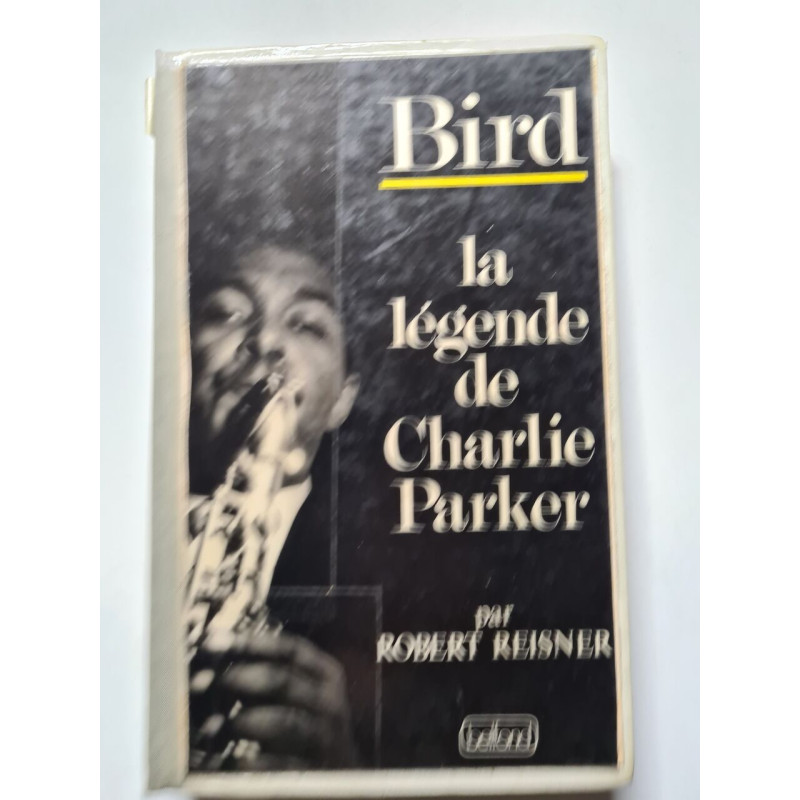 Bird
la
légende
de
Charlie
Parker
par
ROBERT REISNER
belfond